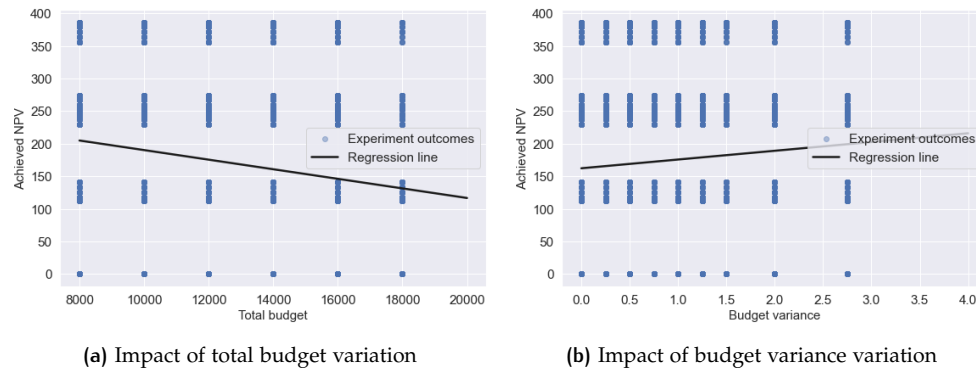 400
350
300
250
200
150
100
50
0
Achieved NPV
Experiment outcomes
Regression line
8000 10000 12000 14000 16000 18000 20000
Total budget
(a) Impact of total budget variation
400
350
300
250
200
150
100
50
0
Achieved NPV
Experiment outcomes
Regression line
0.0 0.5 1.0 1.5 2.0 2.5 3.0 3.5 4.0
Budget variance
(b) Impact of budget variance variation